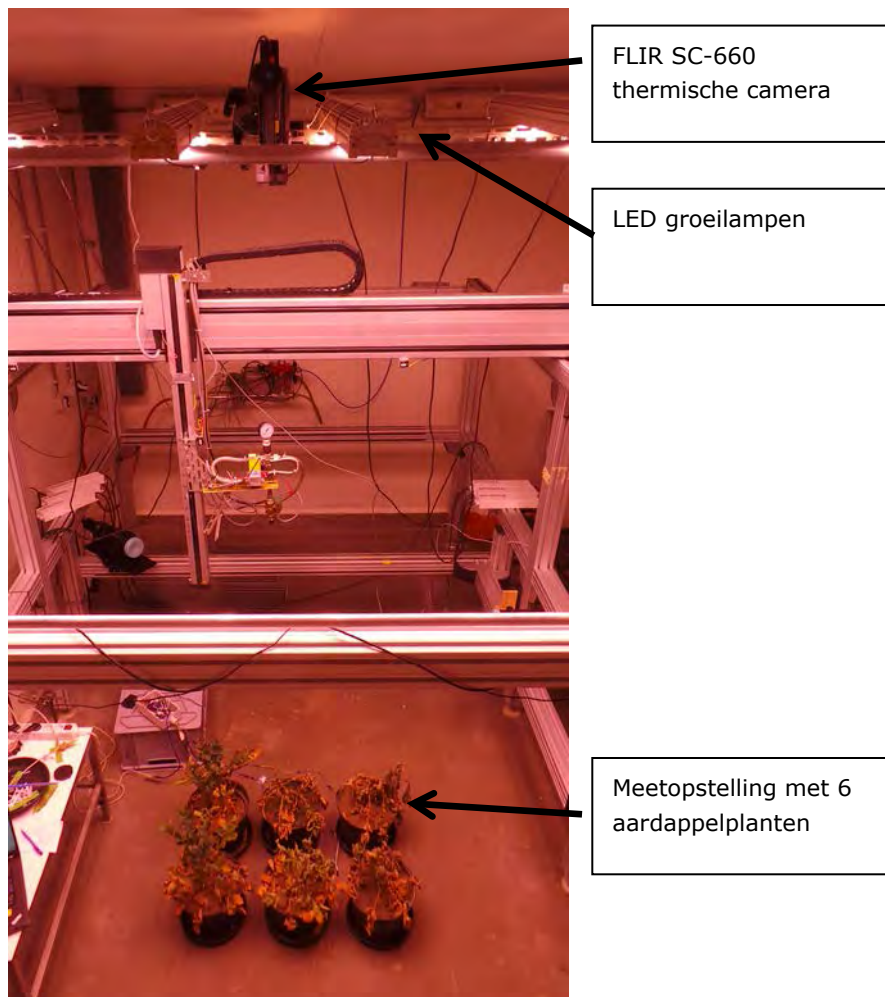 FLIR SC-660
thermische camera
LED groeilampen
Meetopstelling met 6
aardappelplanten